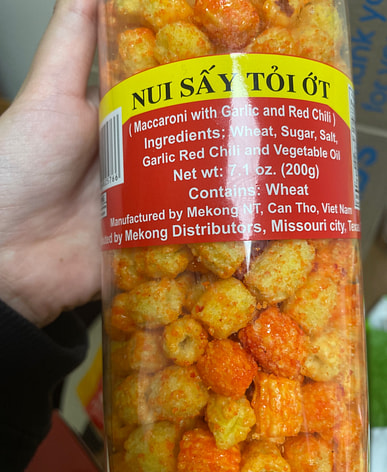 NUI SẤY TỎI ỚT
( Maccaroni with Garlic and Red Chili )
Ingredients; Wheat, Sugar, Salt,
Garlic Red Chili and Vegetable Oil
Net wt: 7.1 oz. (200g)
Contains: Wheat
Manufactured by Mekong NT, Can Tho, Viet Nam
by Mekong Distributors, Missouri city,
thank you